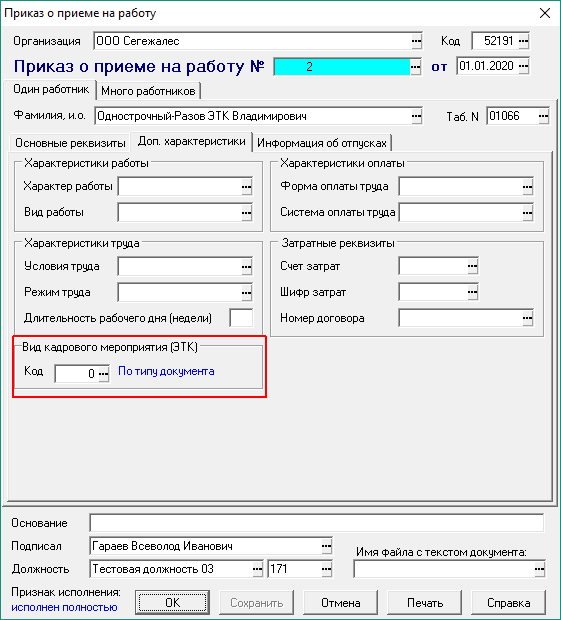 Приказ о приеме на работу
Организация ООО Сегежалес Код 52191
Приказ о приеме на работу № 2 от 01.01.2020
Один работник Много работников
Фамилия, и.о. Однострочный-Разов ЭТК Владимирович Таб. N 01066
Основные реквизиты Доп. характеристики Информация об отпусках
Характеристики работы Характеристики оплаты
Характер работы Форма оплаты труда
Вид работы Система оплаты труда
Характеристики труда Затратные реквизиты
Условия труда Счет затрат
Режим труда Шифр затрат
Длительность рабочего дня (недели) Номер договора
Вид кадрового мероприятия (ЭТК)
Код 0 По типу документа
Основание
Подписал Гараев Всеволод Иванович Имя файла с текстом документа:
Должность Тестовая должность 03 171
Признак исполнения:
исполнен полностью OK Сохранить Отмена Печать Справка